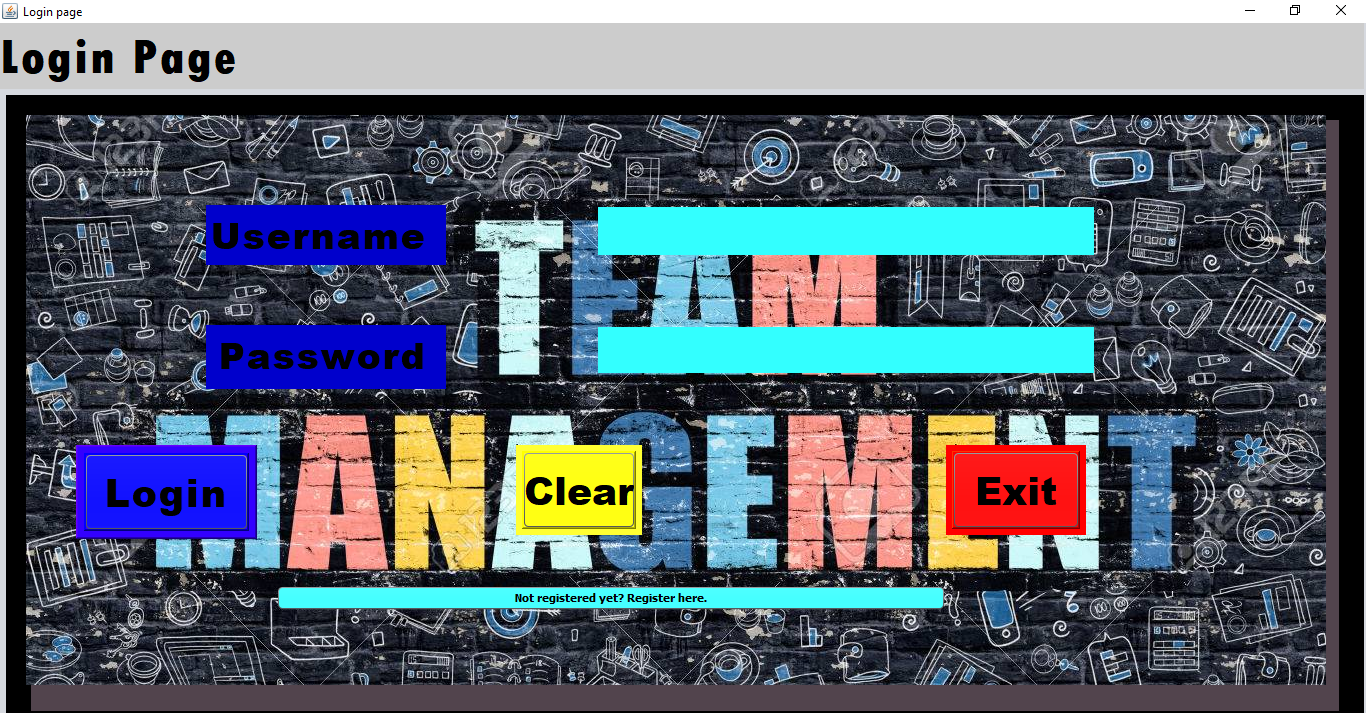 Login page
Login Page
Username
TEAM
Password
MANAGEMENT
Login
Clear
Exit
Not registered yet? Register here.